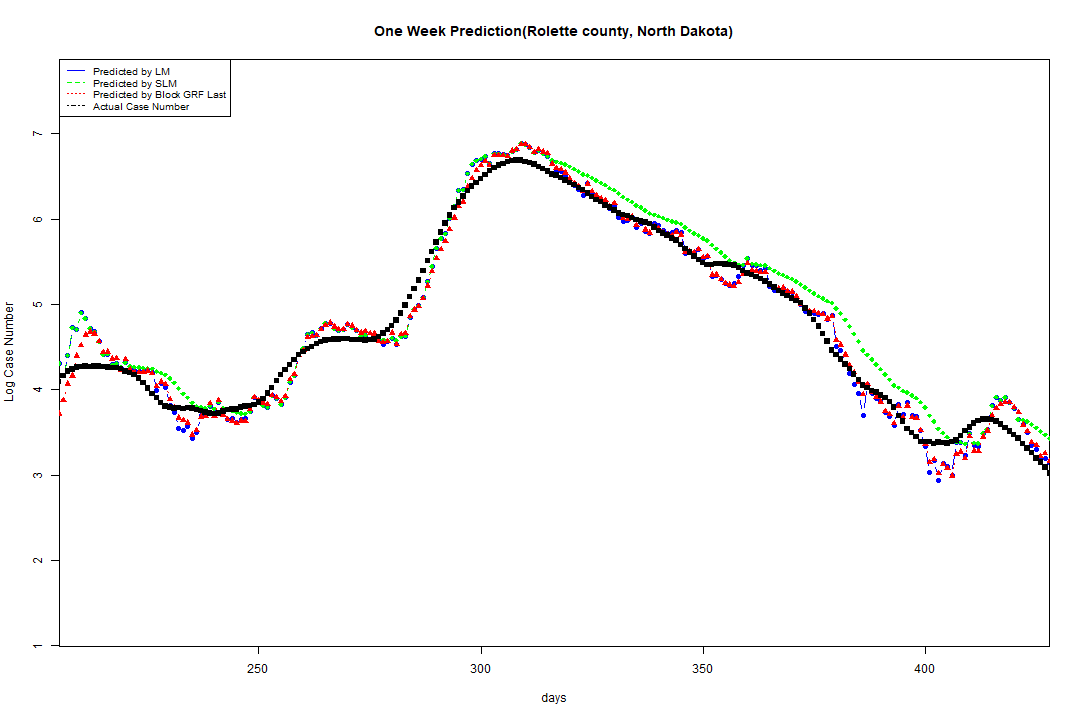 One Week Prediction(Rolette county, North Dakota)
Predicted by LM
Predicted by SLM
Predicted by Block GRF Last
Actual Case Number
7
6
5
4
3
2
1
Log Case Number
250 300 350 400
days